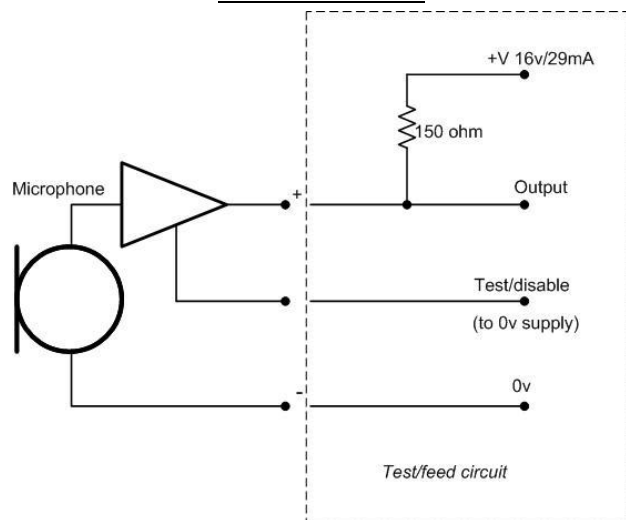 +V 16v/29mA
150 ohm
Microphone
+
Output
Test/disable
(to 0v supply)
-
0v
Test/feed circuit